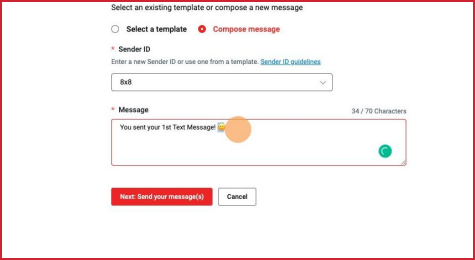 Select an existing template or compose a new message
Select a template Compose message
* Sender ID
Enter a new Sender ID or use one from a template. Sender ID guidelines
8x8
* Message 34 / 70 Characters
You sent your 1st Text Message!
Next: Send your message(s) Cancel